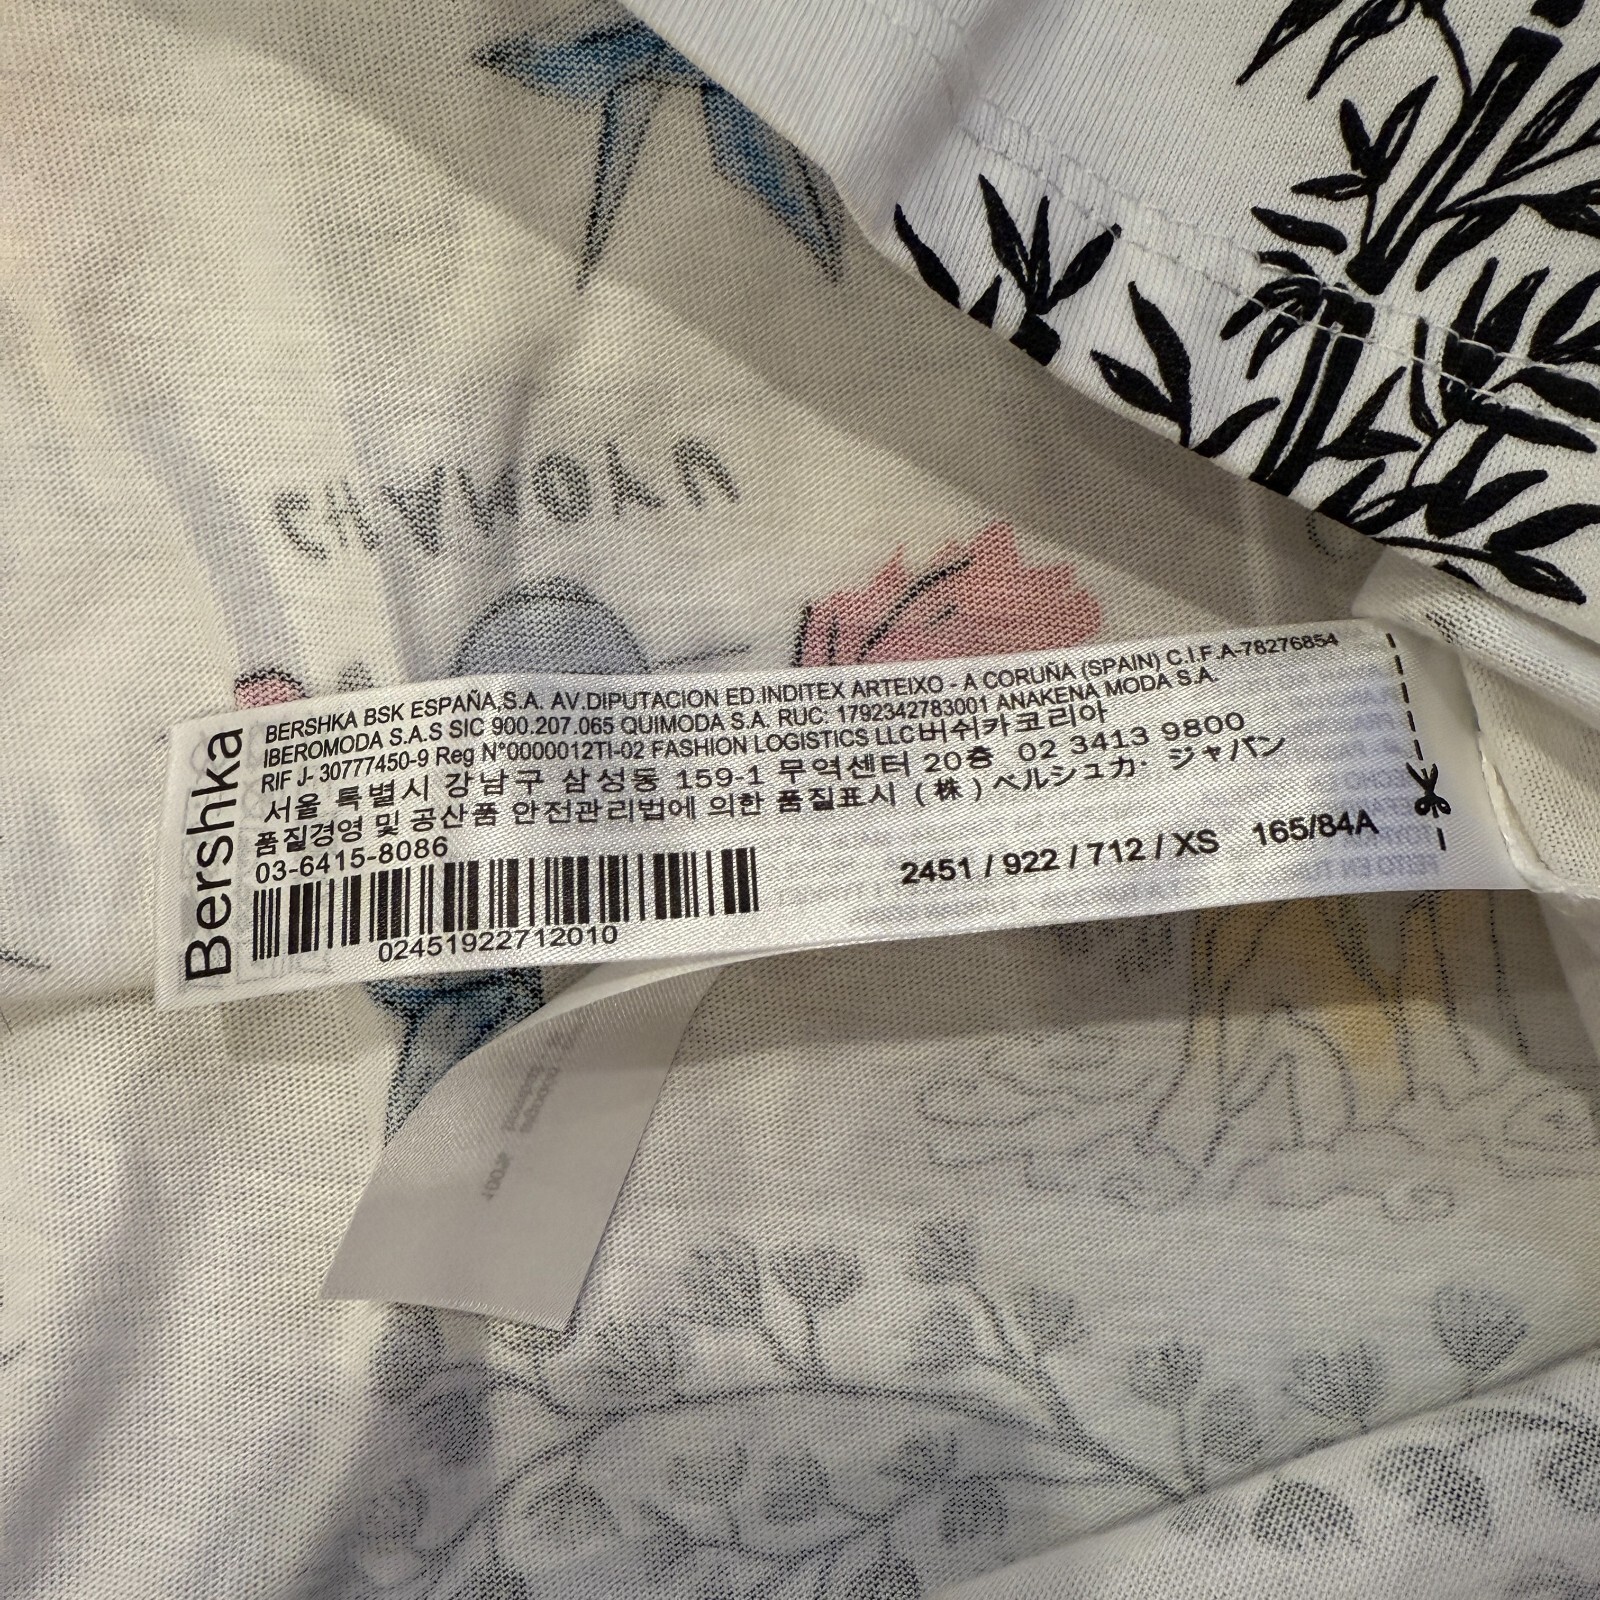 CHAMOLA
Bershka
BERSHKA BSK ESPAÑA,S.A. AV.DIPUTACION ED.INDITEX ARTEIXO - A CORUÑA (SPAIN) C.I.F.A-78276854
IBEROMODA S.A.S SIC 900.207.065 QUIMODA S.A. RUC: 1792342783001 ANAKENA MODA S.A.
RIF J- 30777450-9 Reg N°0000012TI-02 FASHION LOGISTICS LLC버쉬카코리아
서울 특별시 강남구 삼성동 159-1 무역센터 20층 02 3413 9800
품질경영 및 공산품 안전관리법에 의한 품질표시 (株)ベルシュカ・ジャパン
03-6415-8086
02451922712010
2451 / 922 / 712 / XS 165/84A